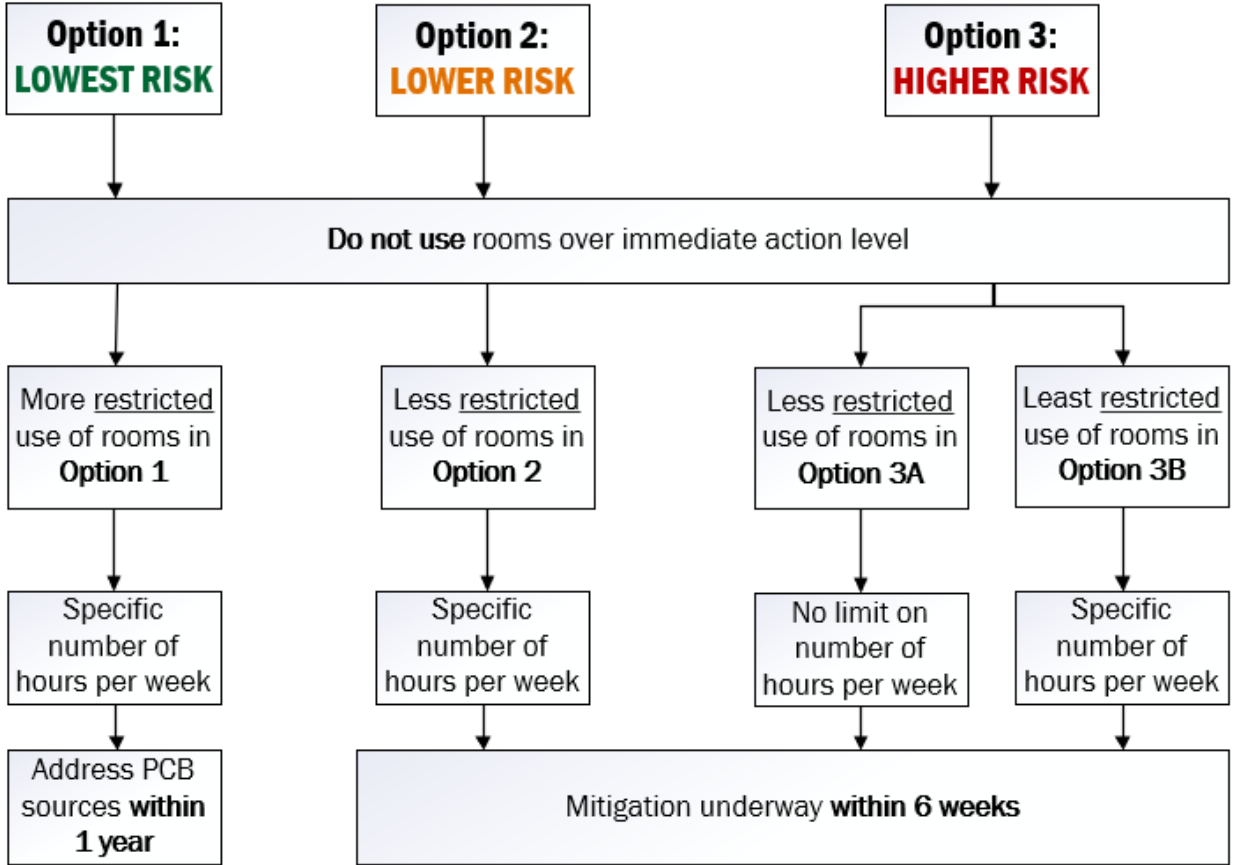 Option 1:
LOWEST RISK
Option 2:
LOWER RISK
Option 3:
HIGHER RISK
Do not use rooms over immediate action level
More restricted
use of rooms in
Option 1
Less restricted
use of rooms in
Option 2
Less restricted
use of rooms in
Option 3A
Least restricted
use of rooms in
Option 3B
Specific
number of
hours per week
Specific
number of
hours per week
No limit on
number of
hours per week
Specific
number of
hours per week
Address PCB
sources within
1 year
Mitigation underway within 6 weeks